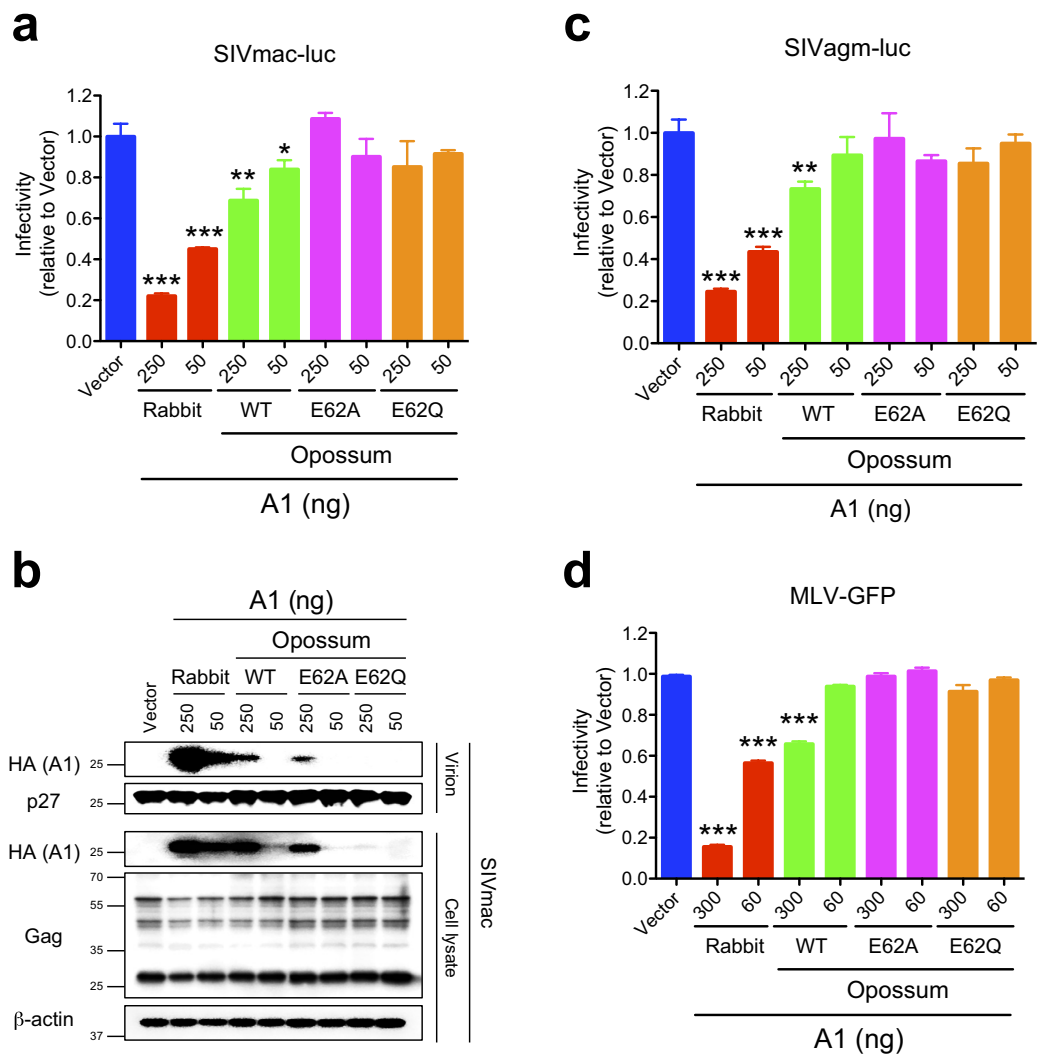 a
SIVmac-luc
Infectivity
(relative to Vector)
1.2
1.0
0.8
0.6
0.4
0.2
0.0
*** *** ** *
Vector 250 50 250 50 250 50 250 50
Rabbit WT E62A E62Q
Opossum
A1 (ng)
c
SIVagm-luc
Infectivity
(relative to Vector)
1.2
1.0
0.8
0.6
0.4
0.2
0.0
*** *** **
Vector 250 50 250 50 250 50 250 50
Rabbit WT E62A E62Q
Opossum
A1 (ng)
b
A1 (ng)
Opossum
Rabbit WT E62A E62Q
Vector 250 50 250 50 250 50 250 50
HA (A1) 25
p27 25
Virion
HA (A1) 25
Gag 70
55
35
25
β-actin 37
Cell lysate
SIVmac
d
MLV-GFP
Infectivity
(relative to Vector)
1.2
1.0
0.8
0.6
0.4
0.2
0.0
*** *** ***
Vector 300 60 300 60 300 60 300 60
Rabbit WT E62A E62Q
Opossum
A1 (ng)